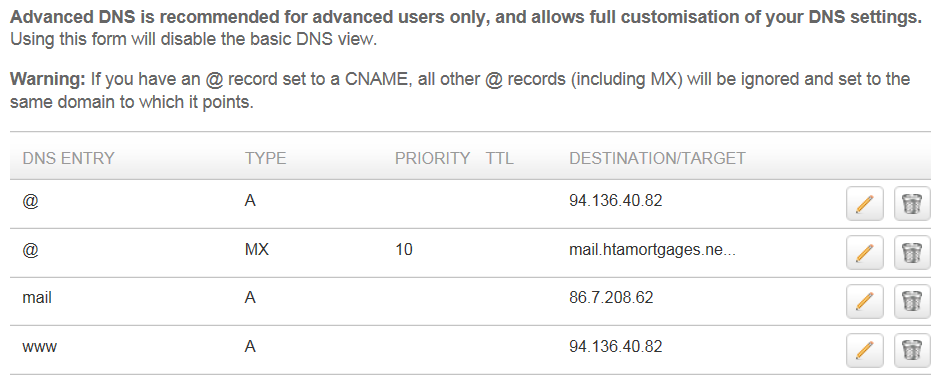 Advanced DNS is recommended for advanced users only, and allows full customisation of your DNS settings.
Using this form will disable the basic DNS view.
Warning: If you have an @ record set to a CNAME, all other @ records (including MX) will be ignored and set to the
same domain to which it points.
DNS ENTRY TYPE PRIORITY TTL DESTINATION/TARGET
@ A 94.136.40.82
@ MX 10 mail.htamortgages.ne...
mail A 86.7.208.62
www A 94.136.40.82